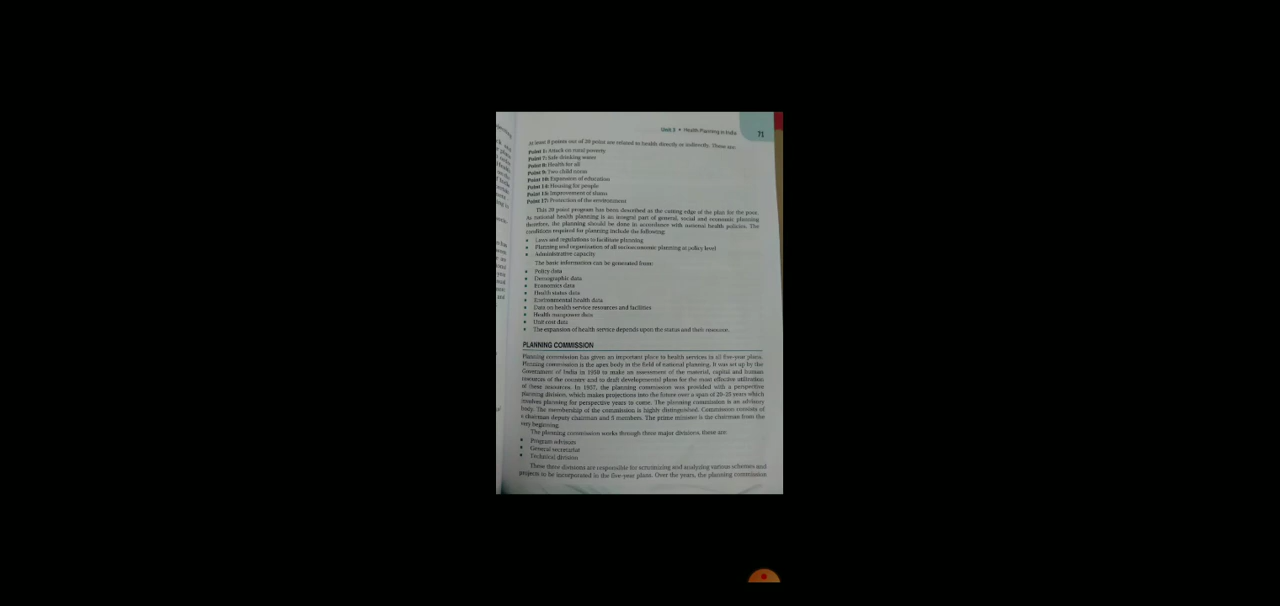 Unit 3 • Health Planning in India 71
At least 8 points out of 20 point are related to health directly or indirectly. These are:
Point 1: Attack on rural poverty
Point 7: Safe drinking water
Point 8: Health for all
Point 9: Two child norm
Point 10: Expansion of education
Point 14: Housing for people
Point 15: Improvement of slums
Point 17: Protection of the environment
This 20 point program has been described as the cutting edge of the plan for the poor.
As national health planning is an integral part of general, social and economic planning
therefore, the planning should be done in accordance with national health policies. The
conditions required for planning include the following:
• Laws and regulations to facilitate planning
• Planning and organization of all socioeconomic planning at policy level
• Administrative capacity
The basic information can be generated from:
• Policy data
• Demographic data
• Economics data
• Health status data
• Environmental health data
• Data on health service resources and facilities
• Health manpower data
• Unit cost data
• The expansion of health service depends upon the status and their resource.
PLANNING COMMISSION
Planning commission has given an important place to health services in all five-year plans.
Planning commission is the apex body in the field of national planning. It was set up by the
Government of India in 1950 to make an assessment of the material, capital and human
resources of the country and to draft developmental plans for the most effective utilization
of these resources. In 1957, the planning commission was provided with a perspective
planning division, which makes projections into the future over a span of 20–25 years which
involves planning for perspective years to come. The planning commission is an advisory
body. The membership of the commission is highly distinguished. Commission consists of
a chairman deputy chairman and 5 members. The prime minister is the chairman from the
very beginning.
The planning commission works through three major divisions, these are:
• Program advisors
• General secretariat
• Technical division
These three divisions are responsible for scrutinizing and analyzing various schemes and
projects to be incorporated in the five-year plans. Over the years, the planning commission